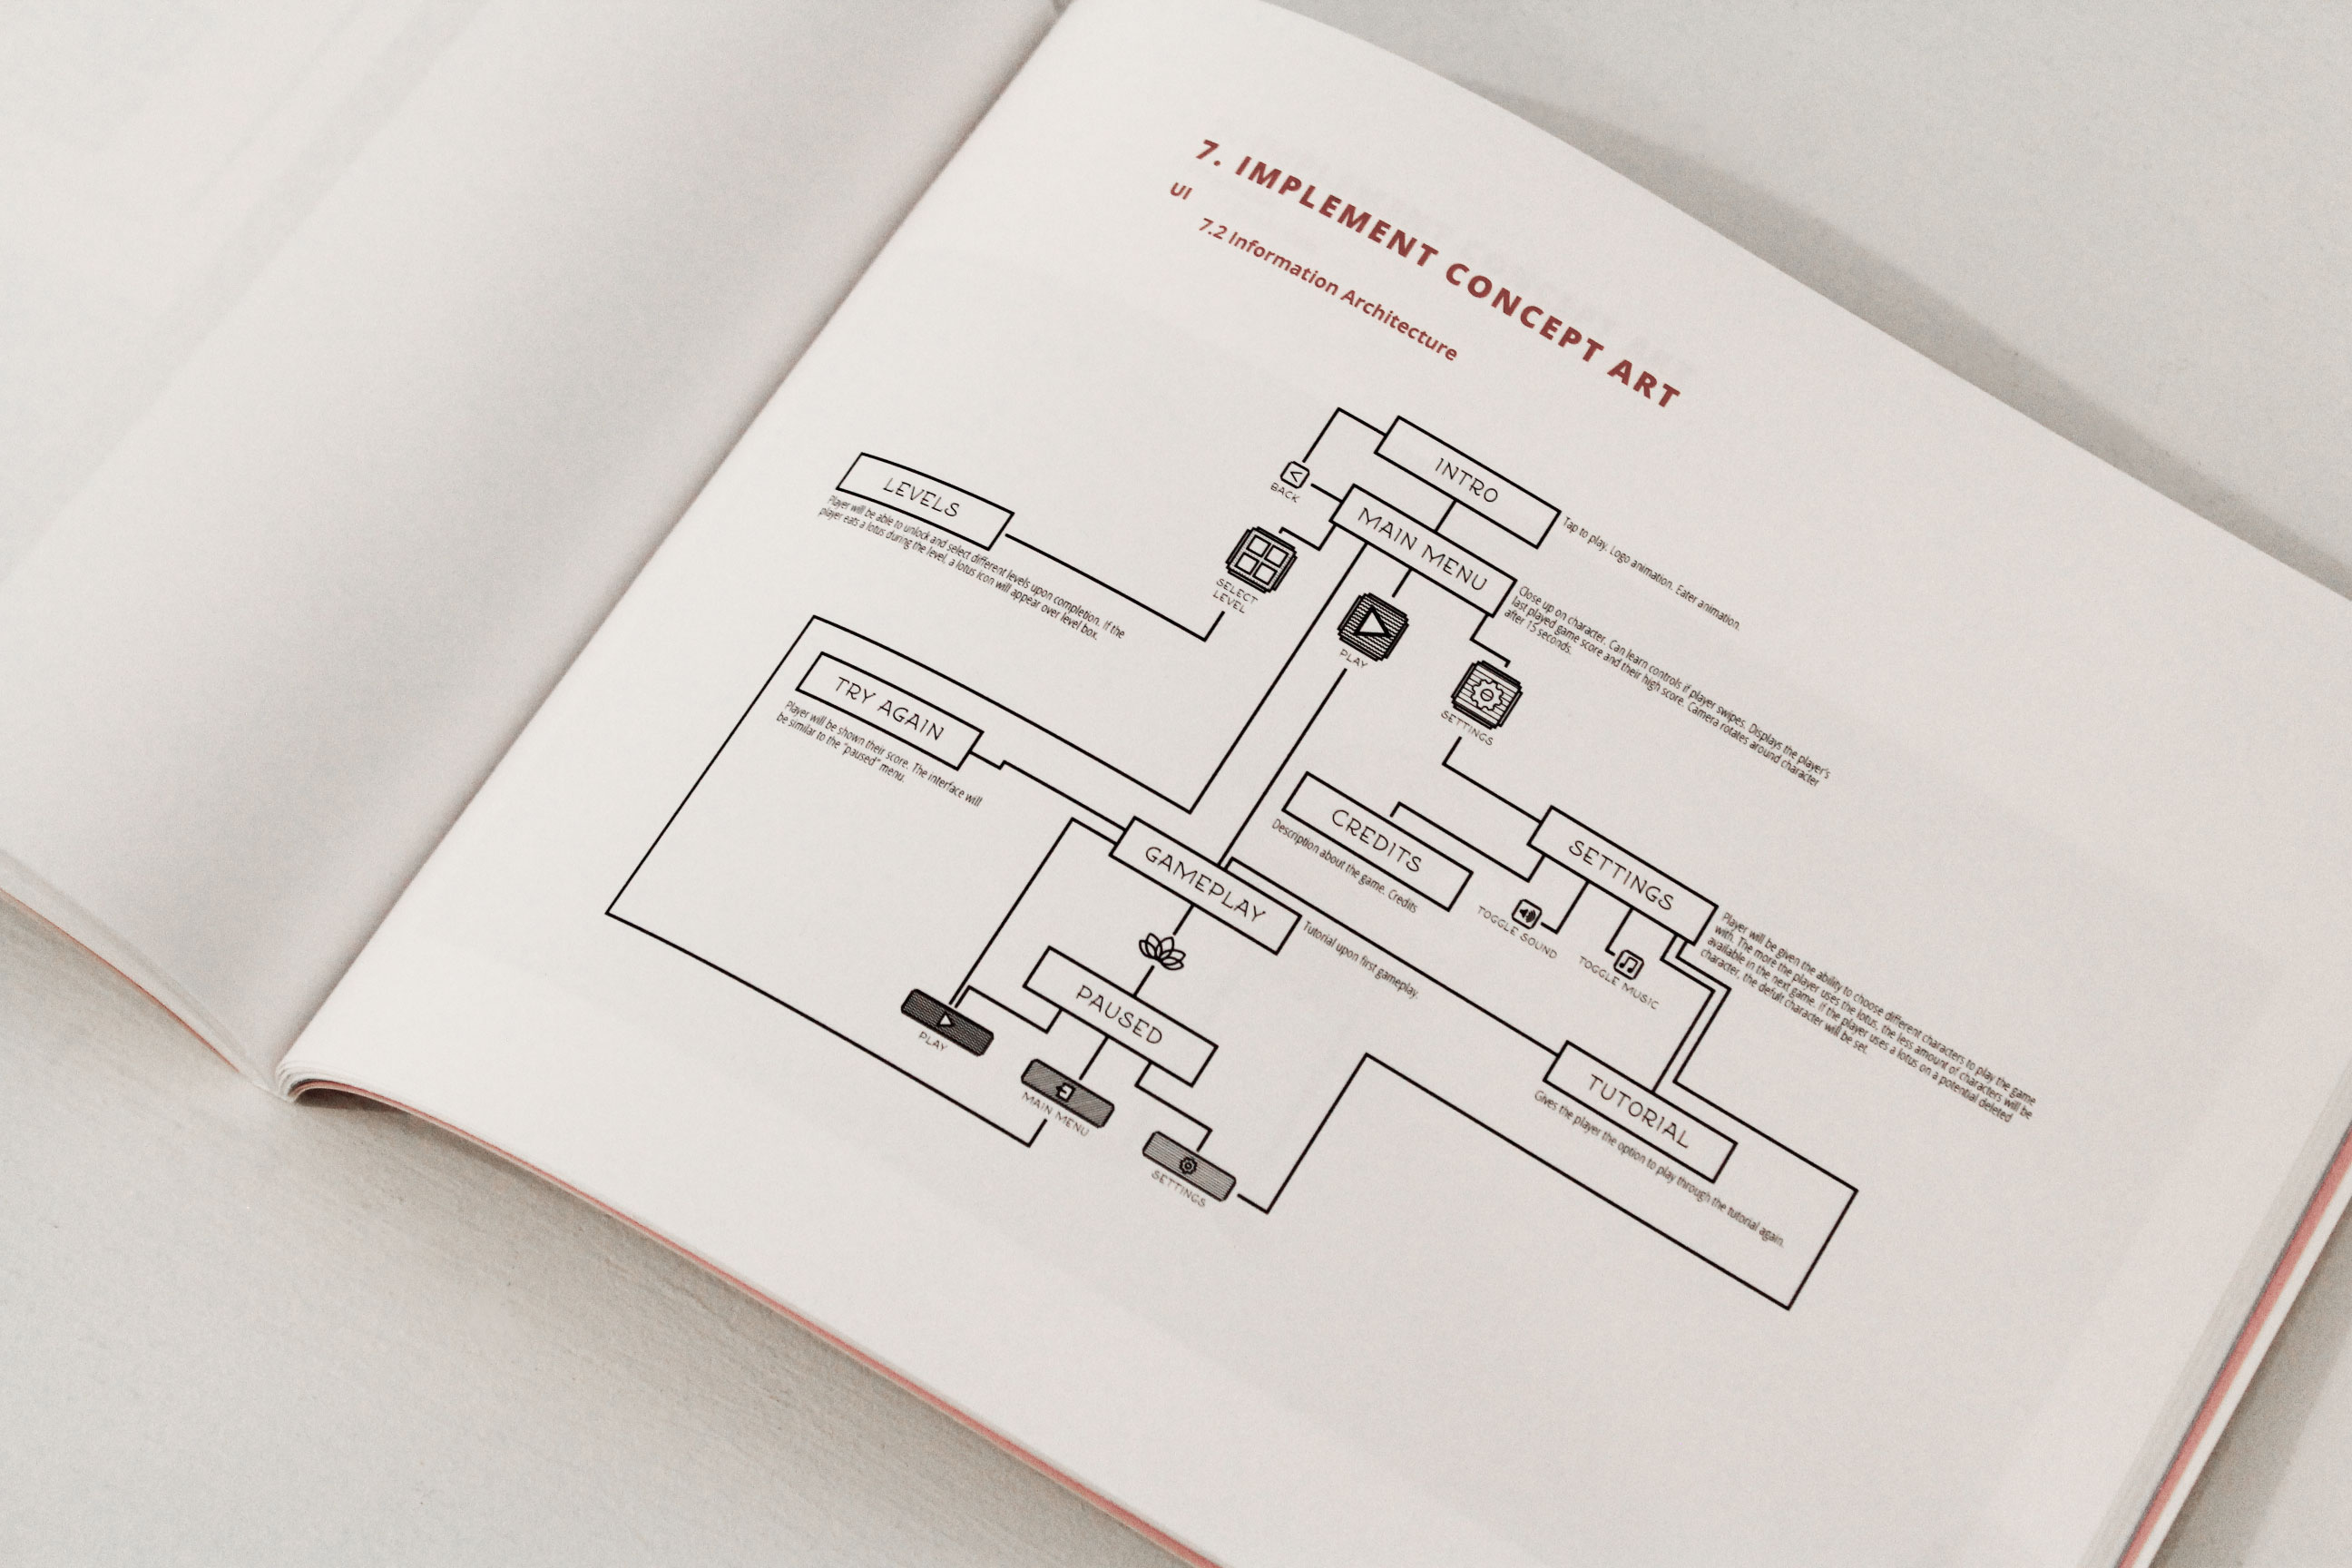 7. IMPLEMENT CONCEPT ART
UI
7.2 Information Architecture
INTRO
Tap to play. Logo animation. Eater animation.
BACK
MAIN MENU
Close up on character. Can learn controls if player swipes. Displays the player's
last played game score and their high score. Camera rotates around character
after 15 seconds.
LEVELS
Player will be able to unlock and select different levels upon completion. If the
player eats a lotus during the level, a lotus icon will appear over level box.
SELECT
LEVEL
PLAY
SETTINGS
TRY AGAIN
Player will be shown their score. The interface will
be similar to the "paused" menu.
CREDITS
Description about the game. Credits
SETTINGS
Player will be given the ability to choose different characters to play the game
with. The more the player uses the lotus, the less amount of characters will be
available in the next game. If the player uses a lotus on a potential deleted
character, the defult character will be set.
TOGGLE SOUND
TOGGLE MUSIC
GAMEPLAY
Tutorial upon first gameplay.
PAUSED
PLAY
MAIN MENU
SETTINGS
TUTORIAL
Gives the player the option to play through the tutorial again.